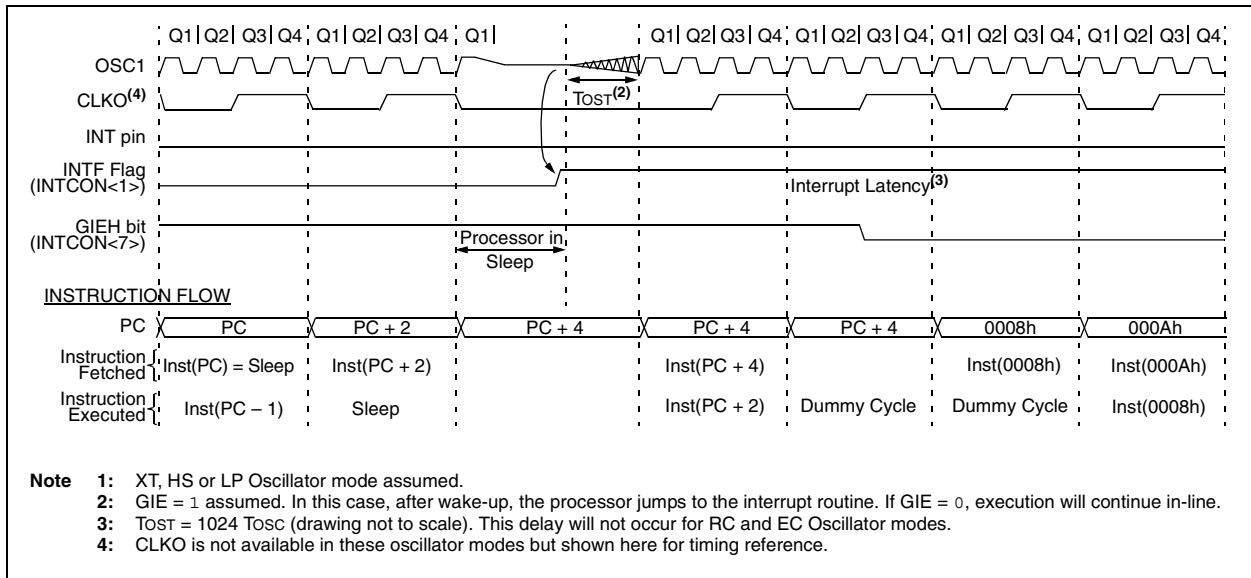 Q1 Q2 Q3 Q4 Q1 Q2 Q3 Q4 Q1 Q1 Q2 Q3 Q4 Q1 Q2 Q3 Q4 Q1 Q2 Q3 Q4 Q1 Q2 Q3 Q4
OSC1
TOST(2)
CLKO(4)
INT pin
INTF Flag
(INTCON<1>)
Interrupt Latency(3)
GIEH bit
(INTCON<7>)
Processor in
Sleep
INSTRUCTION FLOW
PC PC PC + 2 PC + 4 PC + 4 PC + 4 0008h 000Ah
Instruction
Fetched
Inst(PC) = Sleep Inst(PC + 2) Inst(PC + 4) Inst(0008h) Inst(000Ah)
Instruction
Executed
Inst(PC – 1) Sleep Inst(PC + 2) Dummy Cycle Dummy Cycle Inst(0008h)
Note 1: XT, HS or LP Oscillator mode assumed.
2: GIE = 1 assumed. In this case, after wake-up, the processor jumps to the interrupt routine. If GIE = 0, execution will continue in-line.
3: TOST = 1024 TOSC (drawing not to scale). This delay will not occur for RC and EC Oscillator modes.
4: CLKO is not available in these oscillator modes but shown here for timing reference.